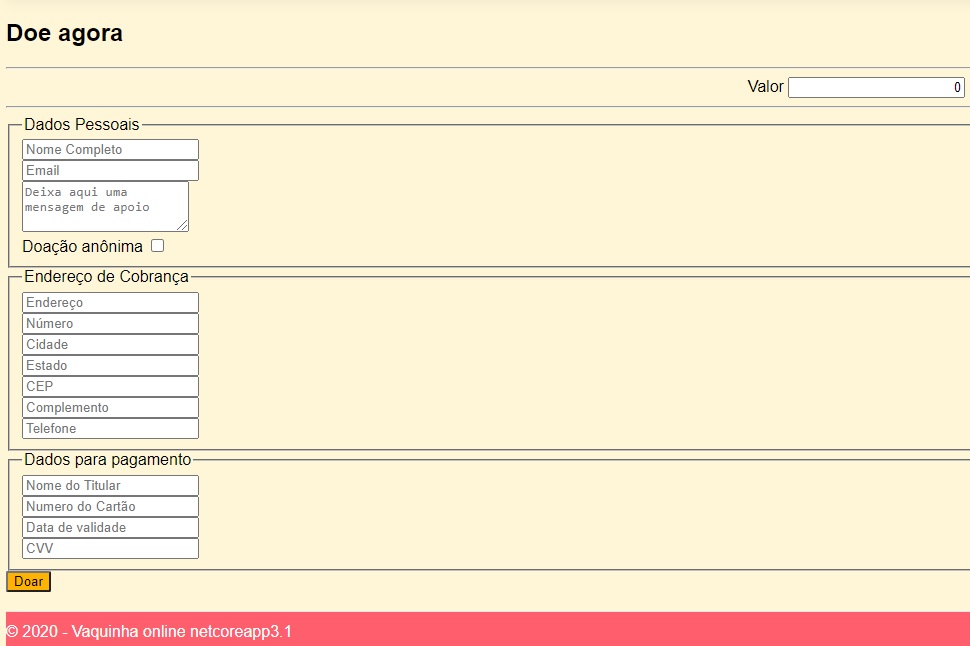 Doe agora
Valor 0
Dados Pessoais
Nome Completo
Email
Deixa aqui uma
mensagem de apoio
Doação anônima
Endereço de Cobrança
Endereço
Número
Cidade
Estado
CEP
Complemento
Telefone
Dados para pagamento
Nome do Titular
Numero do Cartão
Data de validade
CVV
Doar
© 2020 - Vaquinha online netcoreapp3.1